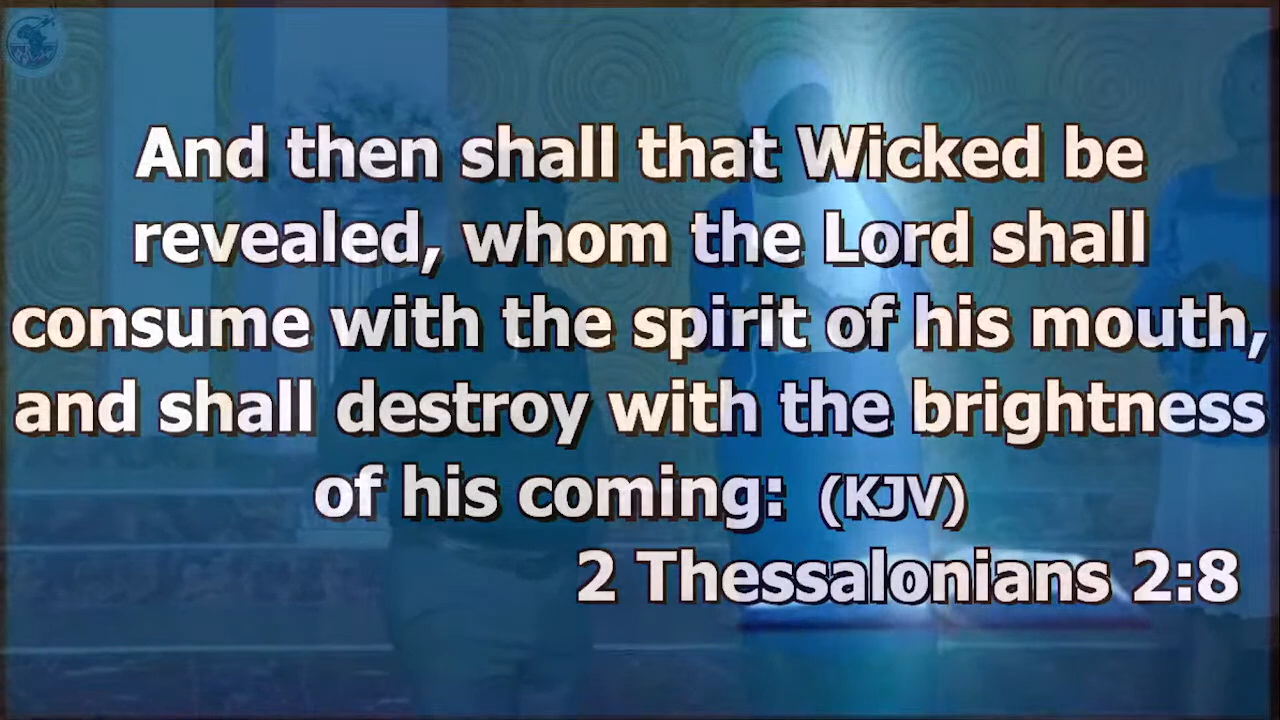 And then shall that Wicked be
revealed, whom the Lord shall
consume with the spirit of his mouth,
and shall destroy with the brightness
of his coming: (KJV)
2 Thessalonians 2:8